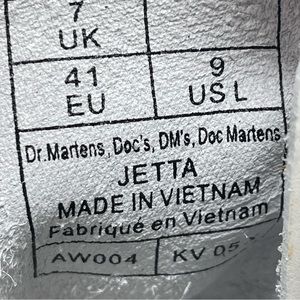 7
UK
41 9
EU US L
Dr.Martens, Doc's, DM's, Doc Martens
JETTA
MADE IN VIETNAM
Fabriqué en Vietnam
AW004 KV 05